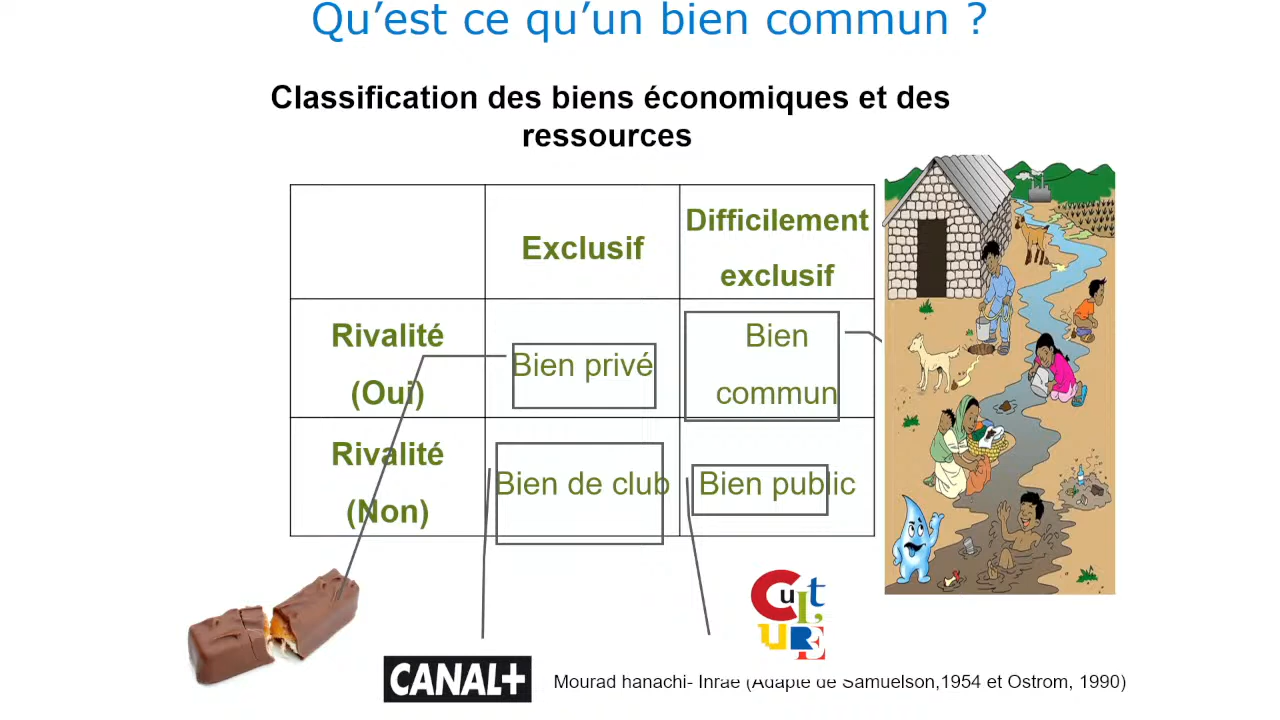 Qu’est ce qu’un bien commun ?
Classification des biens économiques et des
ressources
Exclusif
Difficilement
exclusif
Rivalité
(Oui)
Bien privé
Bien
commun
Rivalité
(Non)
Bien de club
Bien public
CULTURE
CANAL+
Mourad hanachi- Inrae (Adapté de Samuelson,1954 et Ostrom, 1990)